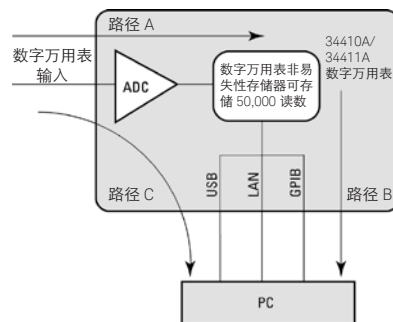 路径 A
数字万用表
输入
ADC
数字万用表非易
失性存储器可存
储 50,000 读数
34410A/
34411A
数字万用表
路径 C
USB
LAN
GPIB
路径 B
PC